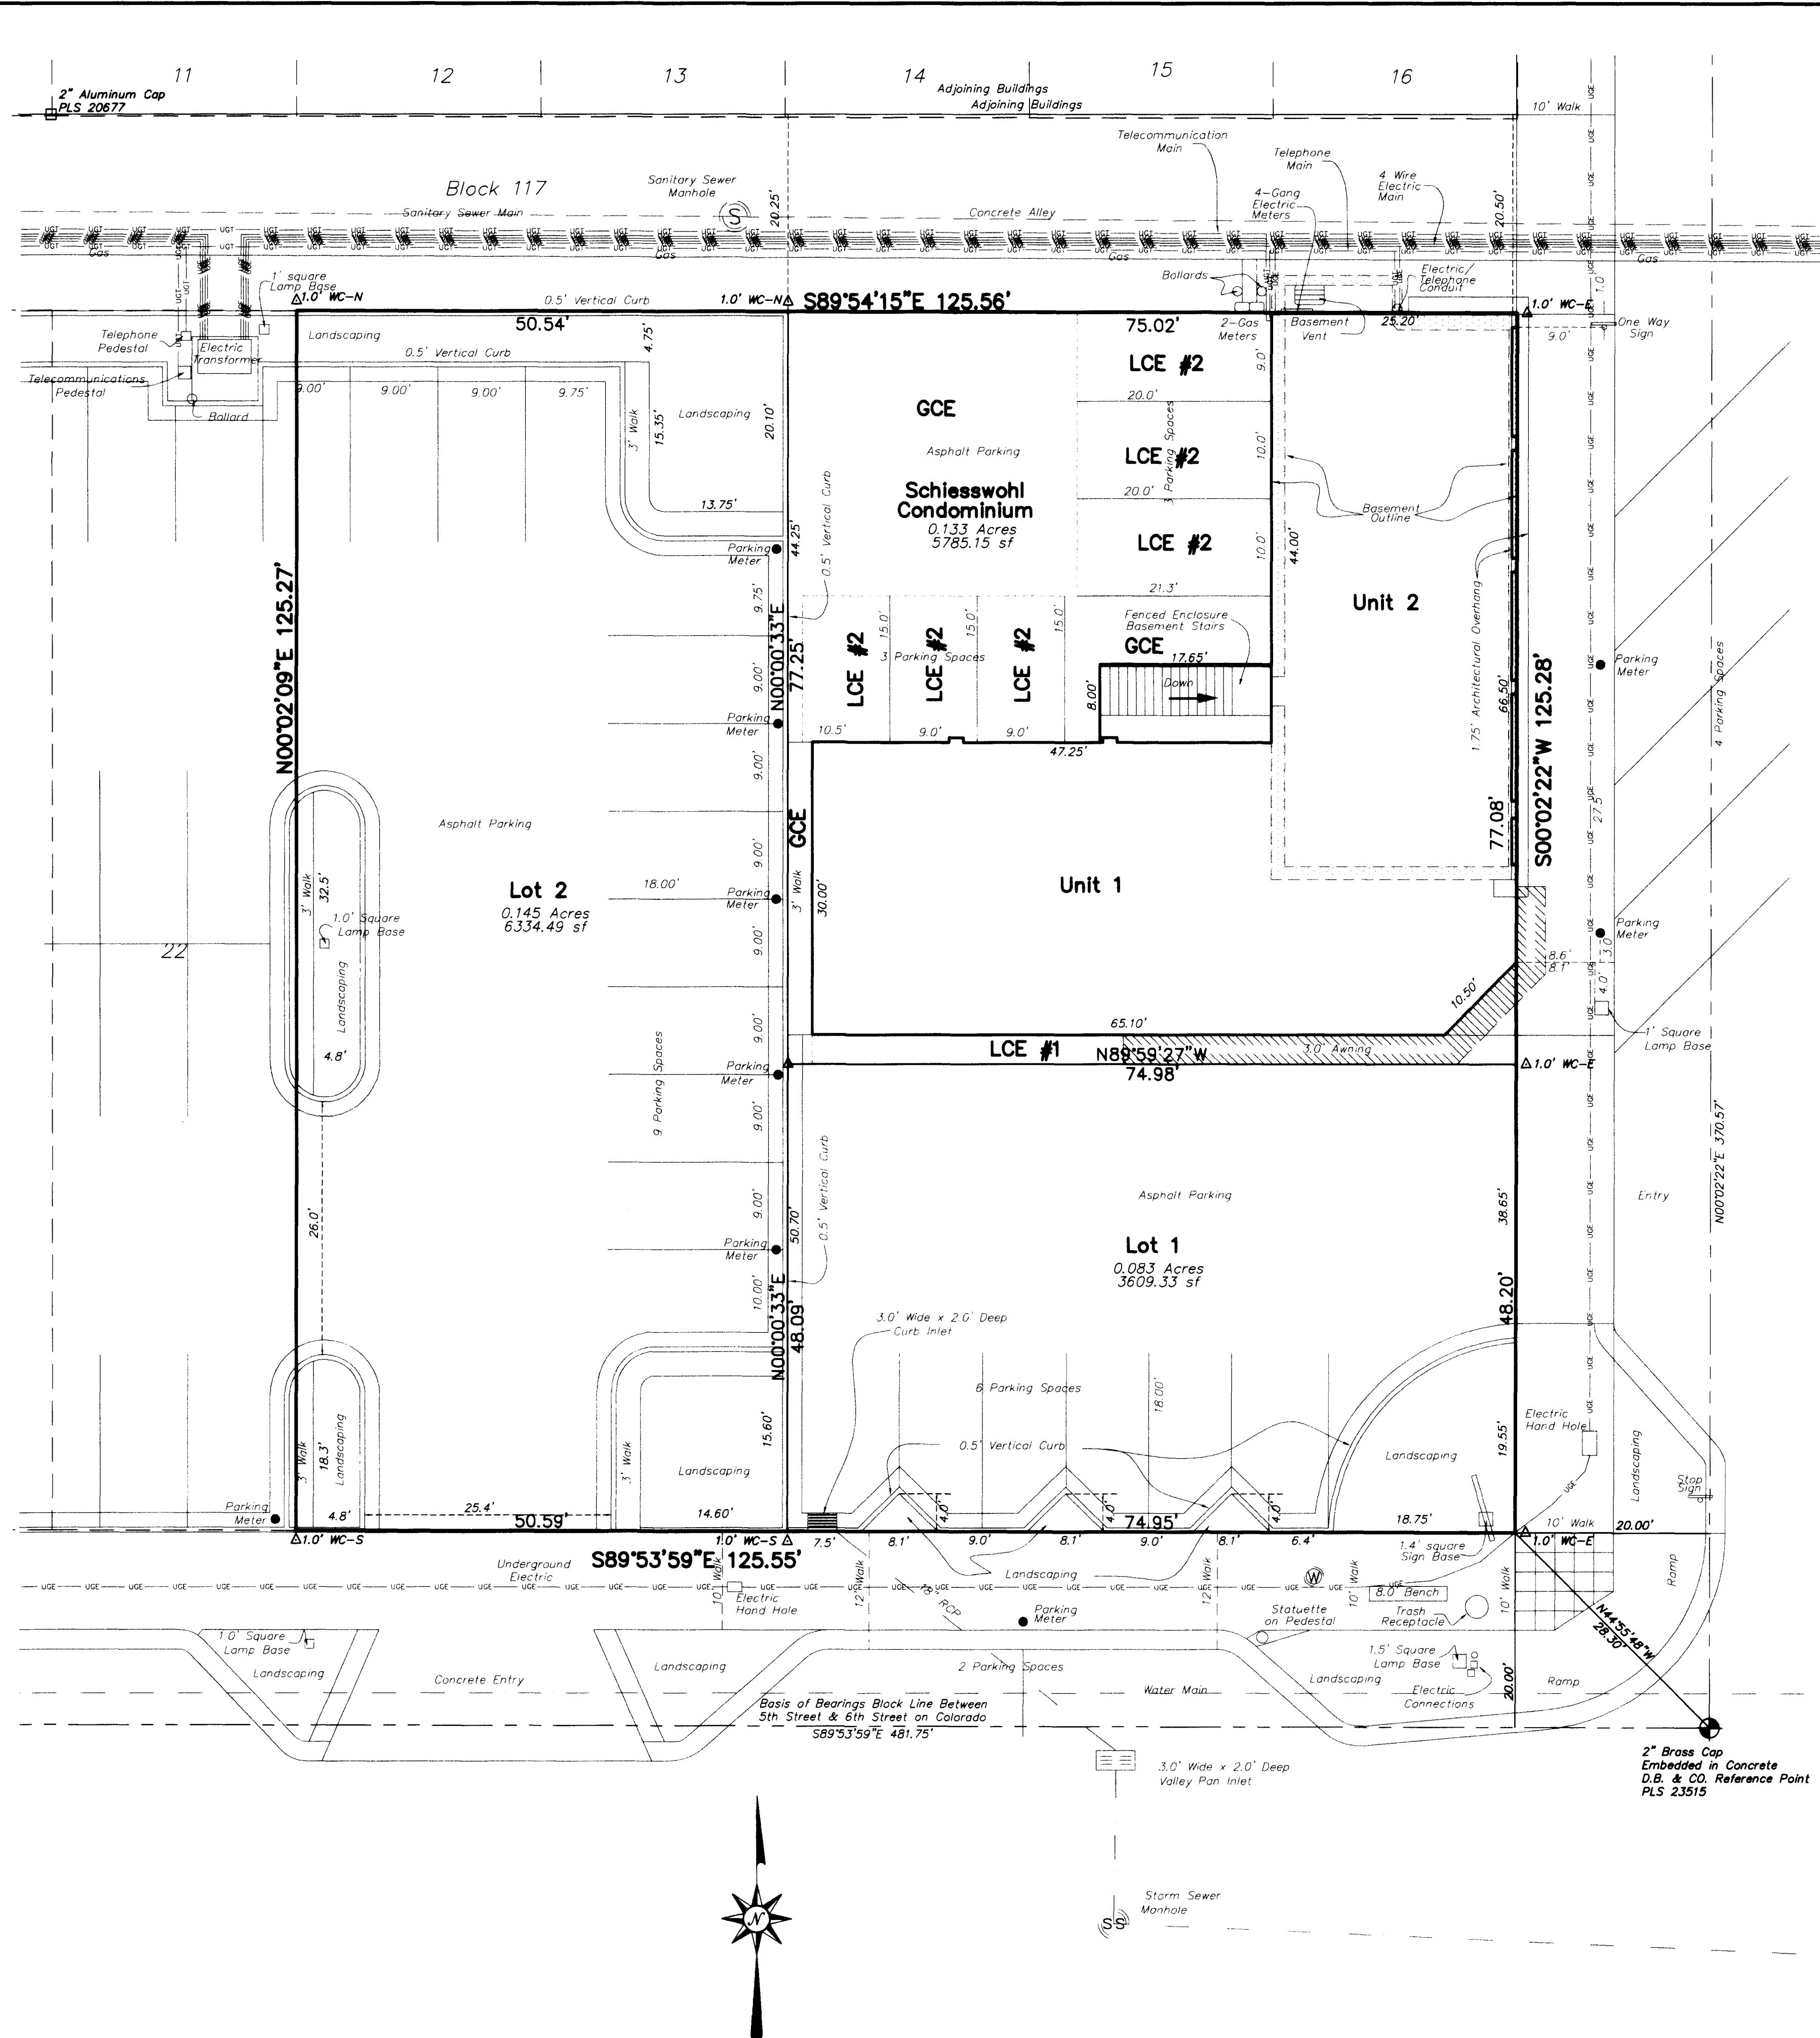 11
12
13
14
15
16
2" Aluminum Cap
PLS 20677
Adjoining Buildings
Adjoining Buildings
10' Walk
Block 117
Sanitary Sewer
Manhole
S
20.25'
Telecommunication
Main
Telephone
Main
4-Gang
Electric
Meters
4 Wire
Electric
Main
20.50'
Sanitary Sewer Main
Concrete Alley
UGT
Gas
Gas
Gas
Gas
UGE
1' square
Lamp Base
Bollards
Electric/
Telephone
Conduit
1.0'
1.0' WC-N
0.5' Vertical Curb
1.0' WC-N
S89°54'15"E 125.56'
1.0' WC-E
50.54'
75.02'
2-Gas
Meters
Basement
Vent
25.20'
9.0'
One Way
Sign
Telephone
Pedestal
Electric
Transformer
Landscaping
0.5' Vertical Curb
4.75'
LCE #2
9.0'
Telecommunications
Pedestal
Ballard
9.00'
9.00'
9.00'
9.75'
3' Walk
15.35'
Landscaping
20.10'
GCE
20.0'
3 Parking Spaces
Asphalt Parking
LCE #2
10.0'
Schiesswohl
Condominium
0.133 Acres
5785.15 sf
20.0'
13.75'
Basement
Outline
LCE #2
10.0'
44.00'
Parking
Meter
44.25'
0.5' Vertical Curb
N00°02'09"E 125.27'
21.3'
1.75' Architectural Overhang
Unit 2
9.75'
N00°00'33"E
77.25'
LCE #2
15.0'
LCE #2
15.0'
LCE #2
15.0'
3 Parking Spaces
Fenced Enclosure
Basement Stairs
GCE
17.65'
Down
8.00'
9.00'
Parking
Meter
10.5'
9.0'
9.0'
47.25'
66.50'
S00°02'22"W 125.28'
Parking
Meter
4 Parking Spaces
9.00'
Asphalt Parking
GCE
77.08'
27.5
9.00'
3' Walk
32.5'
1.0' Square
Lamp Base
Landscaping
4.8'
Lot 2
0.145 Acres
6334.49 sf
18.00'
Parking
Meter
3' Walk
30.00'
Unit 1
22
9.00'
Parking
Meter
3.0'
8.6'
8.1'
4.0'
10.50'
9.00'
65.10'
LCE #1
N89°59'27"W
3.0' Awning
74.98'
1' Square
Lamp Base
1.0' WC-E
Parking
Meter
9 Parking Spaces
9.00'
0.5' Vertical Curb
N00°02'22"E 370.57'
26.0'
9.00'
50.70'
Asphalt Parking
38.65'
Entry
Parking
Meter
Lot 1
0.083 Acres
3609.33 sf
10.00'
N00°00'33"E
48.09'
48.20'
3.0' Wide x 2.0' Deep
Curb Inlet
6 Parking Spaces
18.00'
3' Walk
18.3'
Landscaping
3' Walk
15.60'
Landscaping
0.5' Vertical Curb
Landscaping
19.55'
Electric
Hand Hole
Landscaping
Stop
Sign
Parking
Meter
4.8'
25.4'
50.59'
14.60'
4.0'
4.0'
74.95'
4.0'
18.75'
10' Walk
20.00'
1.0' WC-S
1.0' WC-S
7.5'
8.1'
9.0'
8.1'
9.0'
8.1'
6.4'
1.4' square
Sign Base
1.0' WC-E
Underground
Electric
S89°53'59"E 125.55'
10' Walk
12' Walk
Landscaping
12' Walk
W
10' Walk
8.0' Bench
10' Walk
Ramp
UGE
Electric
Hand Hole
18" RCP
Parking
Meter
Statuette
on Pedestal
Trash
Receptacle
N44°55'48"W
28.30'
1.0' Square
Lamp Base
Landscaping
Concrete Entry
Landscaping
2 Parking Spaces
1.5' Square
Lamp Base
Landscaping
Electric
Connections
Water Main
20.00'
Ramp
Basis of Bearings Block Line Between
5th Street & 6th Street on Colorado
S89°53'59"E 481.75'
2" Brass Cap
Embedded in Concrete
D.B. & CO. Reference Point
PLS 23515
3.0' Wide x 2.0' Deep
Valley Pan Inlet
Storm Sewer
Manhole
SS
N